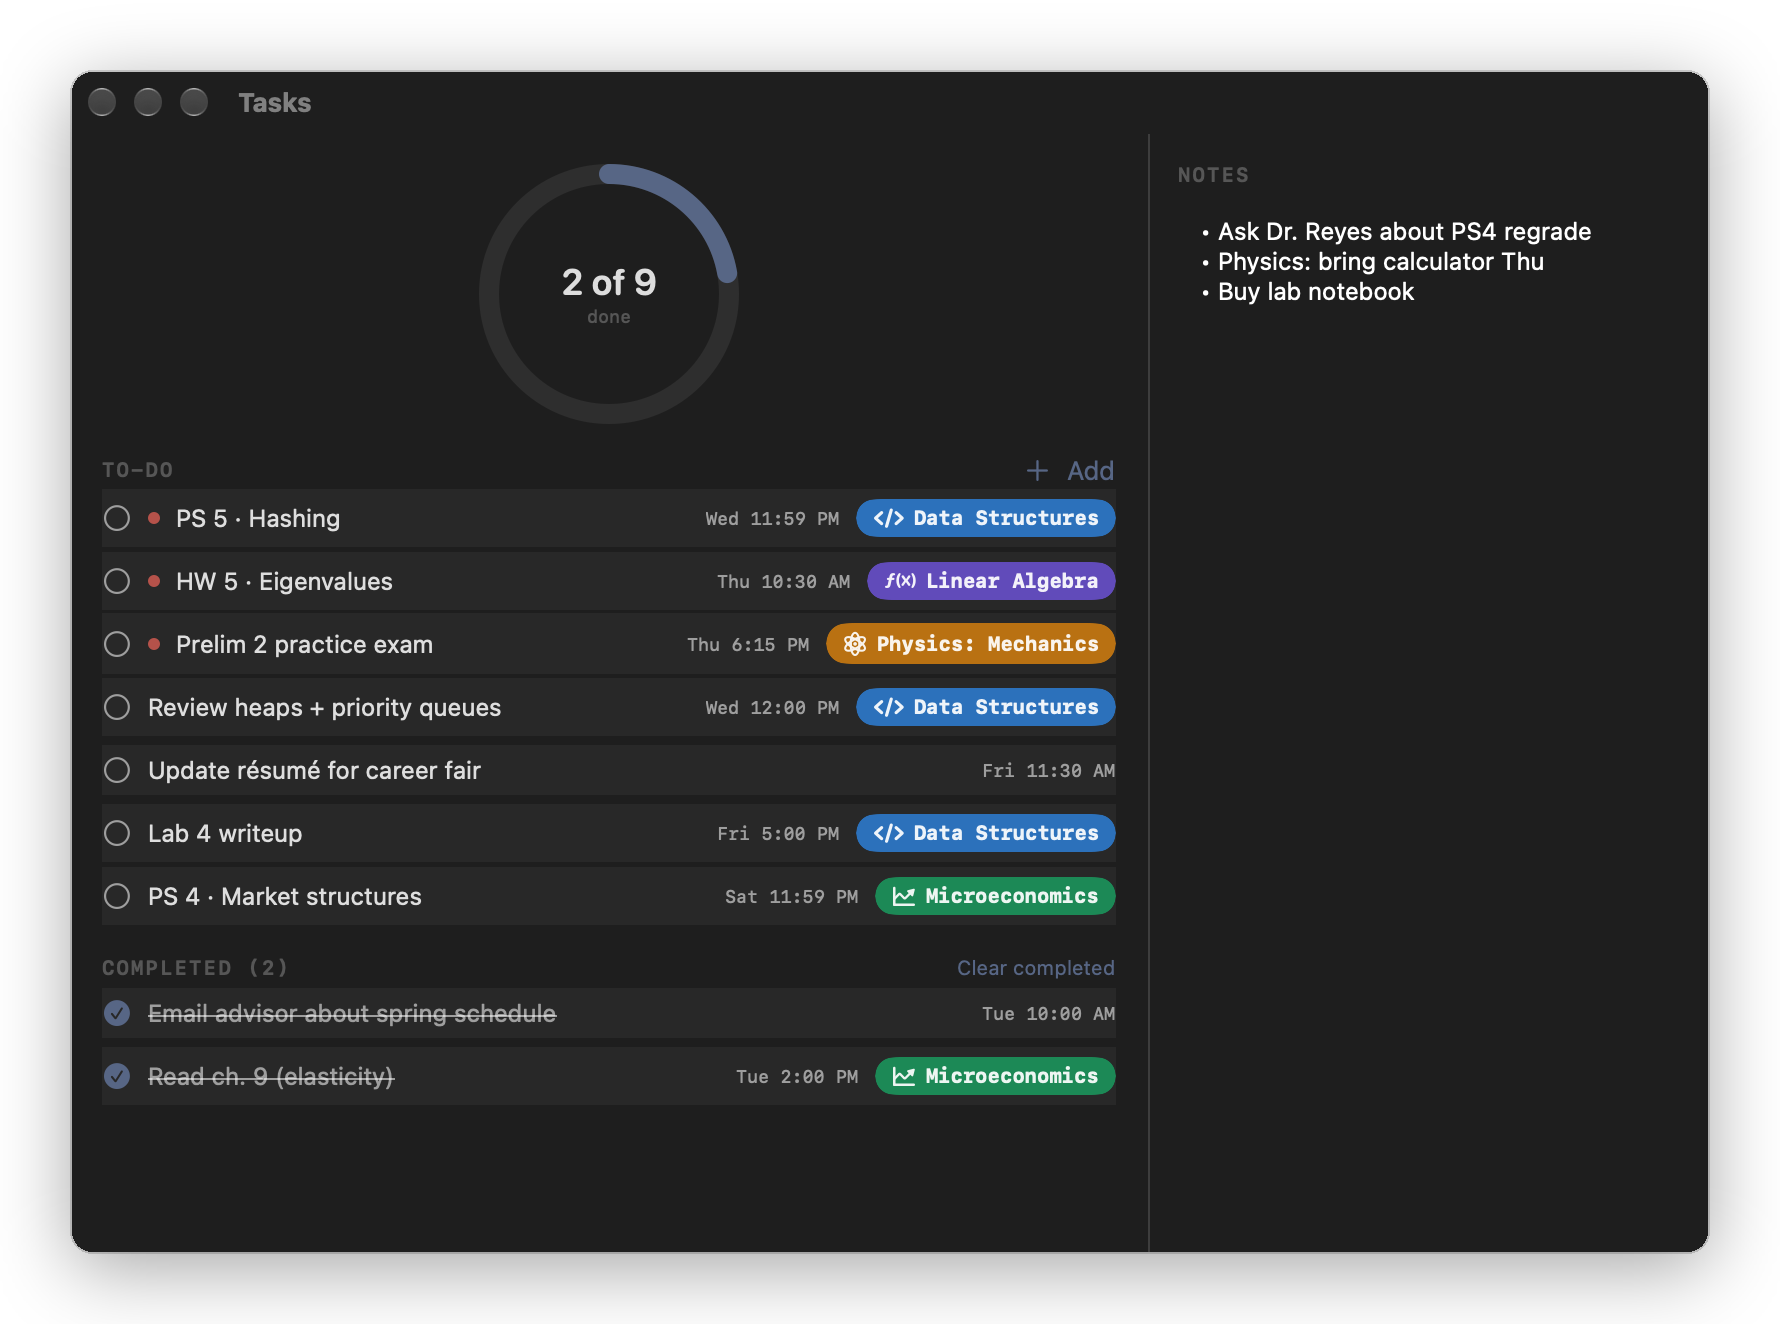 Tasks
2 of 9
done
TO-DO
+ Add
PS 5 · Hashing Wed 11:59 PM </> Data Structures
HW 5 · Eigenvalues Thu 10:30 AM f(x) Linear Algebra
Prelim 2 practice exam Thu 6:15 PM Physics: Mechanics
Review heaps + priority queues Wed 12:00 PM </> Data Structures
Update résumé for career fair Fri 11:30 AM
Lab 4 writeup Fri 5:00 PM </> Data Structures
PS 4 · Market structures Sat 11:59 PM Microeconomics
COMPLETED (2) Clear completed
Email advisor about spring schedule Tue 10:00 AM
Read ch. 9 (elasticity) Tue 2:00 PM Microeconomics
NOTES
• Ask Dr. Reyes about PS4 regrade
• Physics: bring calculator Thu
• Buy lab notebook